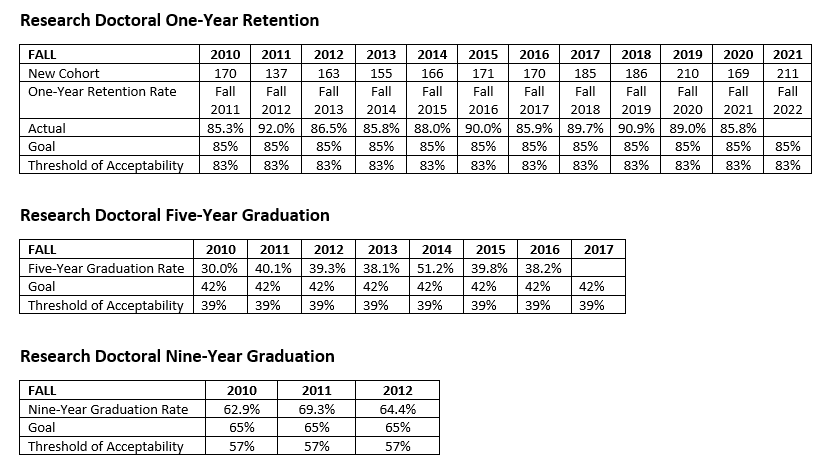 Research Doctoral One-Year Retention
FALL 2010 2011 2012 2013 2014 2015 2016 2017 2018 2019 2020 2021
New Cohort 170 137 163 155 166 171 170 185 186 210 169 211
One-Year Retention Rate Fall Fall Fall Fall Fall Fall Fall Fall Fall Fall Fall Fall
2011 2012 2013 2014 2015 2016 2017 2018 2019 2020 2021 2022
Actual 85.3% 92.0% 86.5% 85.8% 88.0% 90.0% 85.9% 89.7% 90.9% 89.0% 85.8%
Goal 85% 85% 85% 85% 85% 85% 85% 85% 85% 85% 85% 85%
Threshold of Acceptability 83% 83% 83% 83% 83% 83% 83% 83% 83% 83% 83% 83%
Research Doctoral Five-Year Graduation
FALL 2010 2011 2012 2013 2014 2015 2016 2017
Five-Year Graduation Rate 30.0% 40.1% 39.3% 38.1% 51.2% 39.8% 38.2%
Goal 42% 42% 42% 42% 42% 42% 42% 42%
Threshold of Acceptability 39% 39% 39% 39% 39% 39% 39% 39%
Research Doctoral Nine-Year Graduation
FALL 2010 2011 2012
Nine-Year Graduation Rate 62.9% 69.3% 64.4%
Goal 65% 65% 65%
Threshold of Acceptability 57% 57% 57%